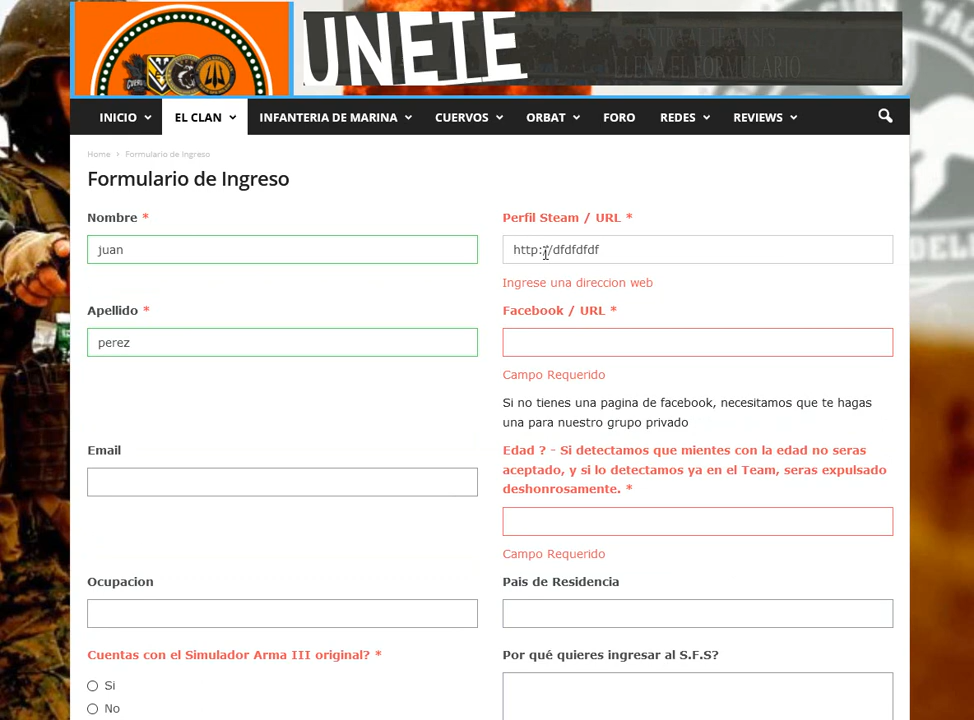 UNETE
INICIO
EL CLAN
INFANTERIA DE MARINA
CUERVOS
ORBAT
FORO
REDES
REVIEWS
Home > Formulario de Ingreso
Formulario de Ingreso
Nombre *
juan
Perfil Steam / URL *
http://dfdfdfdf
Ingrese una direccion web
Apellido *
perez
Facebook / URL *
Campo Requerido
Si no tienes una pagina de facebook, necesitamos que te hagas
una para nuestro grupo privado
Email
Edad ? - Si detectamos que mientes con la edad no seras
aceptado, y si lo detectamos ya en el Team, seras expulsado
deshonrosamente. *
Campo Requerido
Ocupacion
Pais de Residencia
Cuentas con el Simulador Arma III original? *
Si
No
Por qué quieres ingresar al S.F.S?